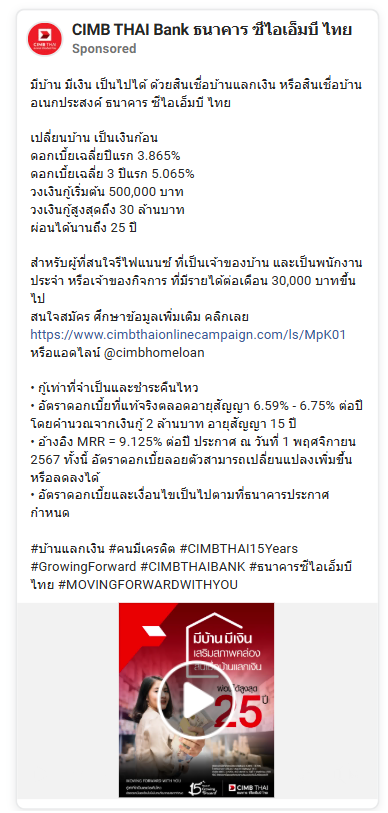 CIMB THAI Bank ธนาคาร ซีไอเอ็มบี ไทย
Sponsored
มีบ้าน มีเงิน เป็นไปได้ ด้วยสินเชื่อบ้านแลกเงิน หรือสินเชื่อบ้าน
อเนกประสงค์ ธนาคาร ซีไอเอ็มบี ไทย
เปลี่ยนบ้าน เป็นเงินก้อน
ดอกเบี้ยเฉลี่ยปีแรก 3.865%
ดอกเบี้ยเฉลี่ย 3 ปีแรก 5.065%
วงเงินกู้เริ่มต้น 500,000 บาท
วงเงินกู้สูงสุดถึง 30 ล้านบาท
ผ่อนได้นานถึง 25 ปี
สำหรับผู้ที่สนใจรีไฟแนนซ์ ที่เป็นเจ้าของบ้าน และเป็นพนักงาน
ประจำ หรือเจ้าของกิจการ ที่มีรายได้ต่อเดือน 30,000 บาทขึ้น
ไป
สนใจสมัคร ศึกษาข้อมูลเพิ่มเติม คลิกเลย
https://www.cimbthaionlinecampaign.com/ls/MpK01
หรือแอดไลน์ @cimbhomeloan
• กู้เท่าที่จำเป็นและชำระคืนไหว
• อัตราดอกเบี้ยที่แท้จริงตลอดอายุสัญญา 6.59% - 6.75% ต่อปี
โดยคำนวณจากเงินกู้ 2 ล้านบาท อายุสัญญา 15 ปี
• อ้างอิง MRR = 9.125% ต่อปี ประกาศ ณ วันที่ 1 พฤศจิกายน
2567 ทั้งนี้ อัตราดอกเบี้ยลอยตัวสามารถเปลี่ยนแปลงเพิ่มขึ้น
หรือลดลงได้
• อัตราดอกเบี้ยและเงื่อนไขเป็นไปตามที่ธนาคารประกาศ
กำหนด
#บ้านแลกเงิน #คนมีเครดิต #CIMBTHAI15Years
#GrowingForward #CIMBTHAIBANK #ธนาคารซีไอเอ็มบี
ไทย #MOVINGFORWARDWITHYOU
มีบ้าน มีเงิน
เสริมสภาพคล่อง
สินเชื่อบ้านแลกเงิน
ผ่อนได้สูงสุด
25 ปี
MOVING FORWARD WITH YOU
15
CIMB THAI